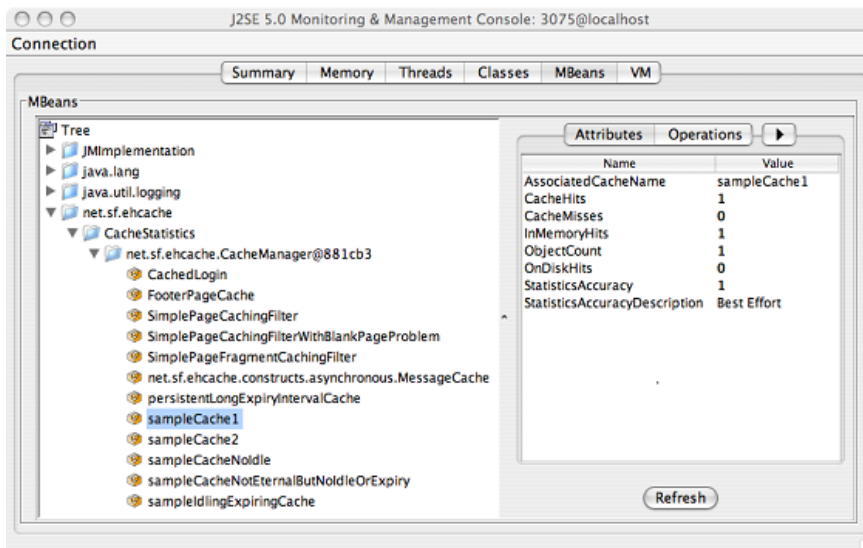 J2SE 5.0 Monitoring & Management Console: 3075@localhost
Connection
Summary Memory Threads Classes MBeans VM
MBeans
Tree
JMImplementation
java.lang
java.util.logging
net.sf.ehcache
CacheStatistics
net.sf.ehcache.CacheManager@881cb3
CachedLogin
FooterPageCache
SimplePageCachingFilter
SimplePageCachingFilterWithBlankPageProblem
SimplePageFragmentCachingFilter
net.sf.ehcache.constructs.asynchronous.MessageCache
persistentLongExpiryIntervalCache
sampleCache1
sampleCache2
sampleCacheNoIdle
sampleCacheNotEternalButNoIdleOrExpiry
sampleIdlingExpiringCache
Attributes Operations
Name Value
AssociatedCacheName sampleCache1
CacheHits 1
CacheMisses 0
InMemoryHits 1
ObjectCount 1
OnDiskHits 0
StatisticsAccuracy 1
StatisticsAccuracyDescription Best Effort
Refresh